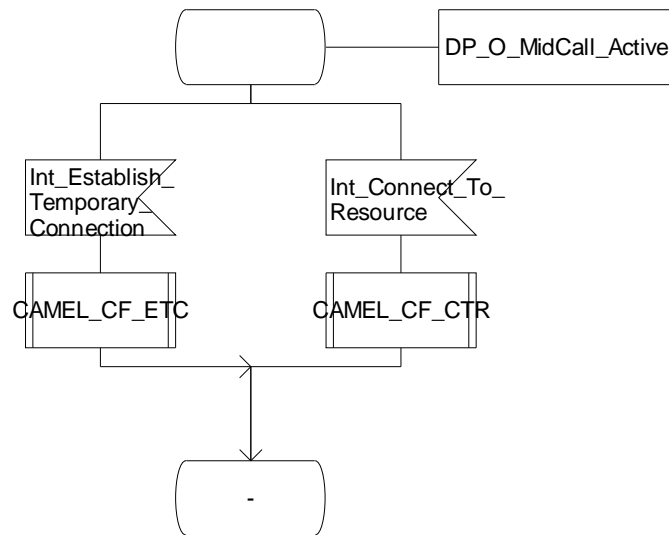 DP_O_MidCall_Active
Int_Establish_
Temporary_
Connection
Int_Connect_To_
Resource
CAMEL_CF_ETC
CAMEL_CF_CTR
-